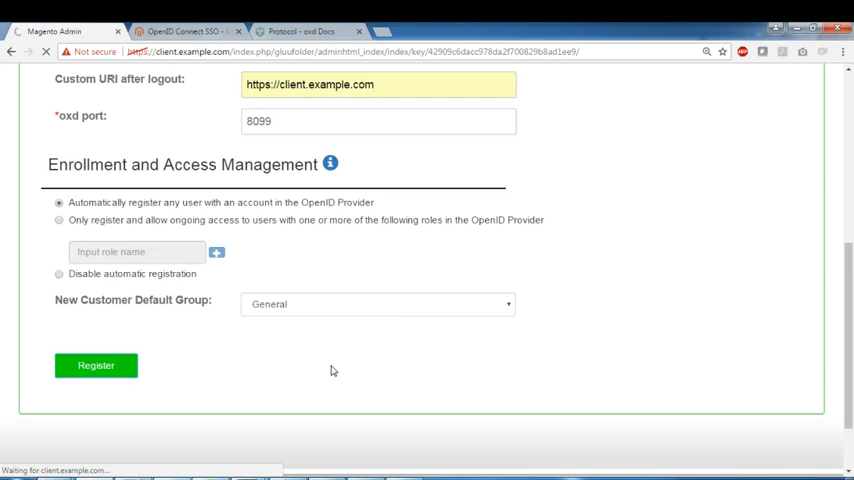 Magento Admin
OpenID Connect SSO - M
Protocol - oxd Docs
Not secure https://client.example.com/index.php/gluufolder/adminhtml_index/index/key/42909c6dacc978da2f700829b8ad1ee9/
Custom URI after logout:
https://client.example.com
*oxd port:
8099
Enrollment and Access Management
Automatically register any user with an account in the OpenID Provider
Only register and allow ongoing access to users with one or more of the following roles in the OpenID Provider
Input role name
Disable automatic registration
New Customer Default Group:
General
Register
Waiting for client.example.com...